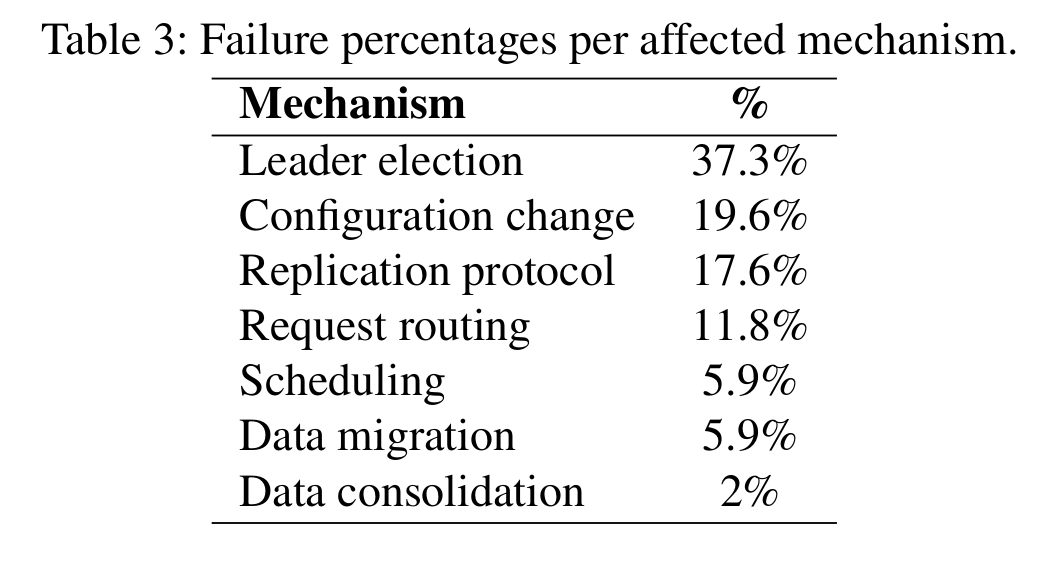 Table 3: Failure percentages per affected mechanism.
Mechanism %
Leader election 37.3%
Configuration change 19.6%
Replication protocol 17.6%
Request routing 11.8%
Scheduling 5.9%
Data migration 5.9%
Data consolidation 2%